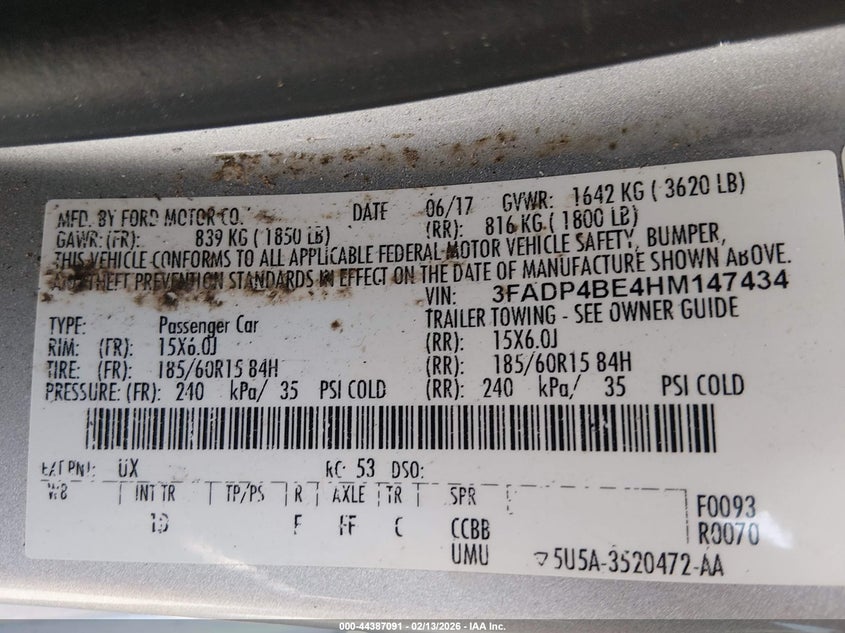 MFD. BY FORD MOTOR CO. DATE 06/17 GVWR: 1642 KG ( 3620 LB)
GAWR: (FR): 839 KG ( 1850 LB) (RR): 816 KG ( 1800 LB)
THIS VEHICLE CONFORMS TO ALL APPLICABLE FEDERAL MOTOR VEHICLE SAFETY, BUMPER,
AND THEFT PREVENTION STANDARDS IN EFFECT ON THE DATE OF MANUFACTURE SHOWN ABOVE.
VIN: 3FADP4BE4HM147434
TYPE: Passenger Car TRAILER TOWING - SEE OWNER GUIDE
RIM: (FR): 15X6.0J (RR): 15X6.0J
TIRE: (FR): 185/60R15 84H (RR): 185/60R15 84H
PRESSURE: (FR): 240 kPa/ 35 PSI COLD (RR): 240 kPa/ 35 PSI COLD
EXT PNT: UX RC: 53 DSO:
WB INT TR TP/PS R AXLE TR SPR F0093
F C CCBB R0070
UMU 5U5A-3520472-AA
000-44387091 - 02/13/2026 - IAA Inc.